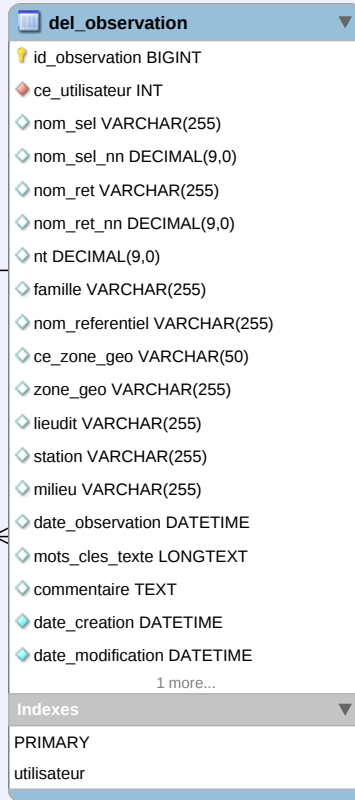 del_observation
id_observation BIGINT
ce_utilisateur INT
nom_sel VARCHAR(255)
nom_sel_nn DECIMAL(9,0)
nom_ret VARCHAR(255)
nom_ret_nn DECIMAL(9,0)
nt DECIMAL(9,0)
famille VARCHAR(255)
nom_referentiel VARCHAR(255)
ce_zone_geo VARCHAR(50)
zone_geo VARCHAR(255)
lieudit VARCHAR(255)
station VARCHAR(255)
milieu VARCHAR(255)
date_observation DATETIME
mots_cles_texte LONGTEXT
commentaire TEXT
date_creation DATETIME
date_modification DATETIME
1 more...
Indexes
PRIMARY
utilisateur